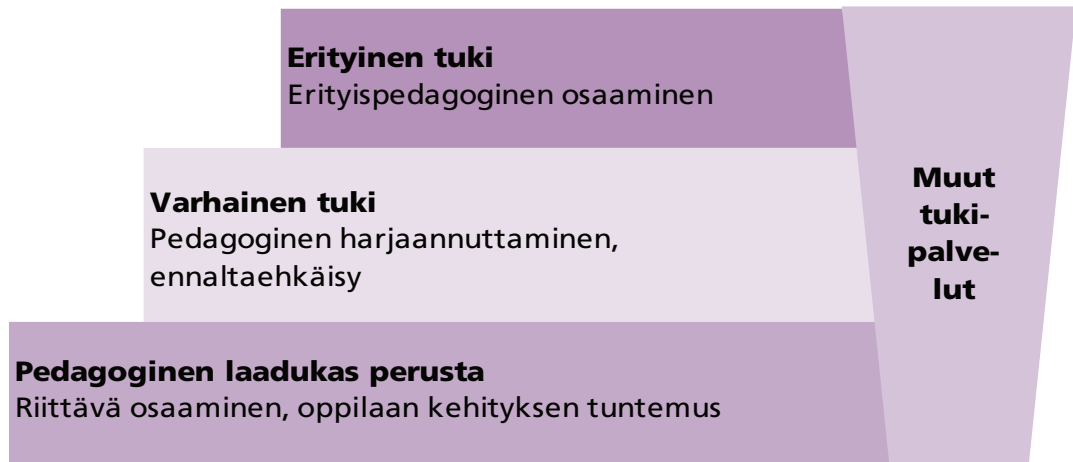 Erityinen tuki
Erityispedagoginen osaaminen
Varhainen tuki
Pedagoginen harjaannuttaminen,
ennaltaehkäisy
Pedagoginen laadukas perusta
Riittävä osaaminen, oppilaan kehityksen tuntemus
Muut
tuki-
palve-
lut